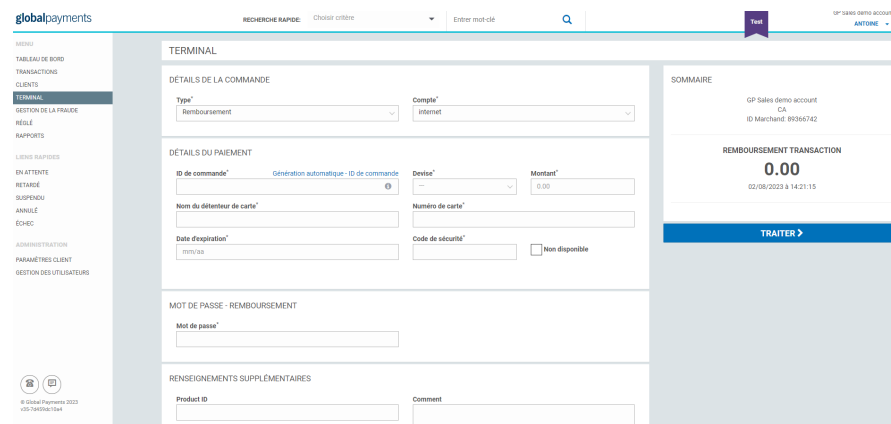 globalpayments
RECHERCHE RAPIDE: Choisir critère Entrer mot-clé
Test
GP Sales demo account
ANTOINE
MENU
TABLEAU DE BORD
TRANSACTIONS
CLIENTS
TERMINAL
GESTION DE LA FRAUDE
RÉGLÉ
RAPPORTS
LIENS RAPIDES
EN ATTENTE
RETARDÉ
SUSPENDU
ANNULÉ
ÉCHEC
ADMINISTRATION
PARAMÈTRES CLIENT
GESTION DES UTILISATEURS
© Global Payments 2023
TERMINAL
DÉTAILS DE LA COMMANDE
Type* Compte*
Remboursement internet
DÉTAILS DU PAIEMENT
ID de commande* Génération automatique - ID de commande Devise* Montant*
--- 0.00
Nom du détenteur de carte* Numéro de carte*
Date d'expiration* Code de sécurité*
mm/aa Non disponible
MOT DE PASSE - REMBOURSEMENT
Mot de passe*
RENSEIGNEMENTS SUPPLÉMENTAIRES
Product ID Comment
SOMMAIRE
GP Sales demo account
CA
ID Marchand: 89366742
REMBOURSEMENT TRANSACTION
0.00
02/08/2023 à 14:21:15
TRAITER